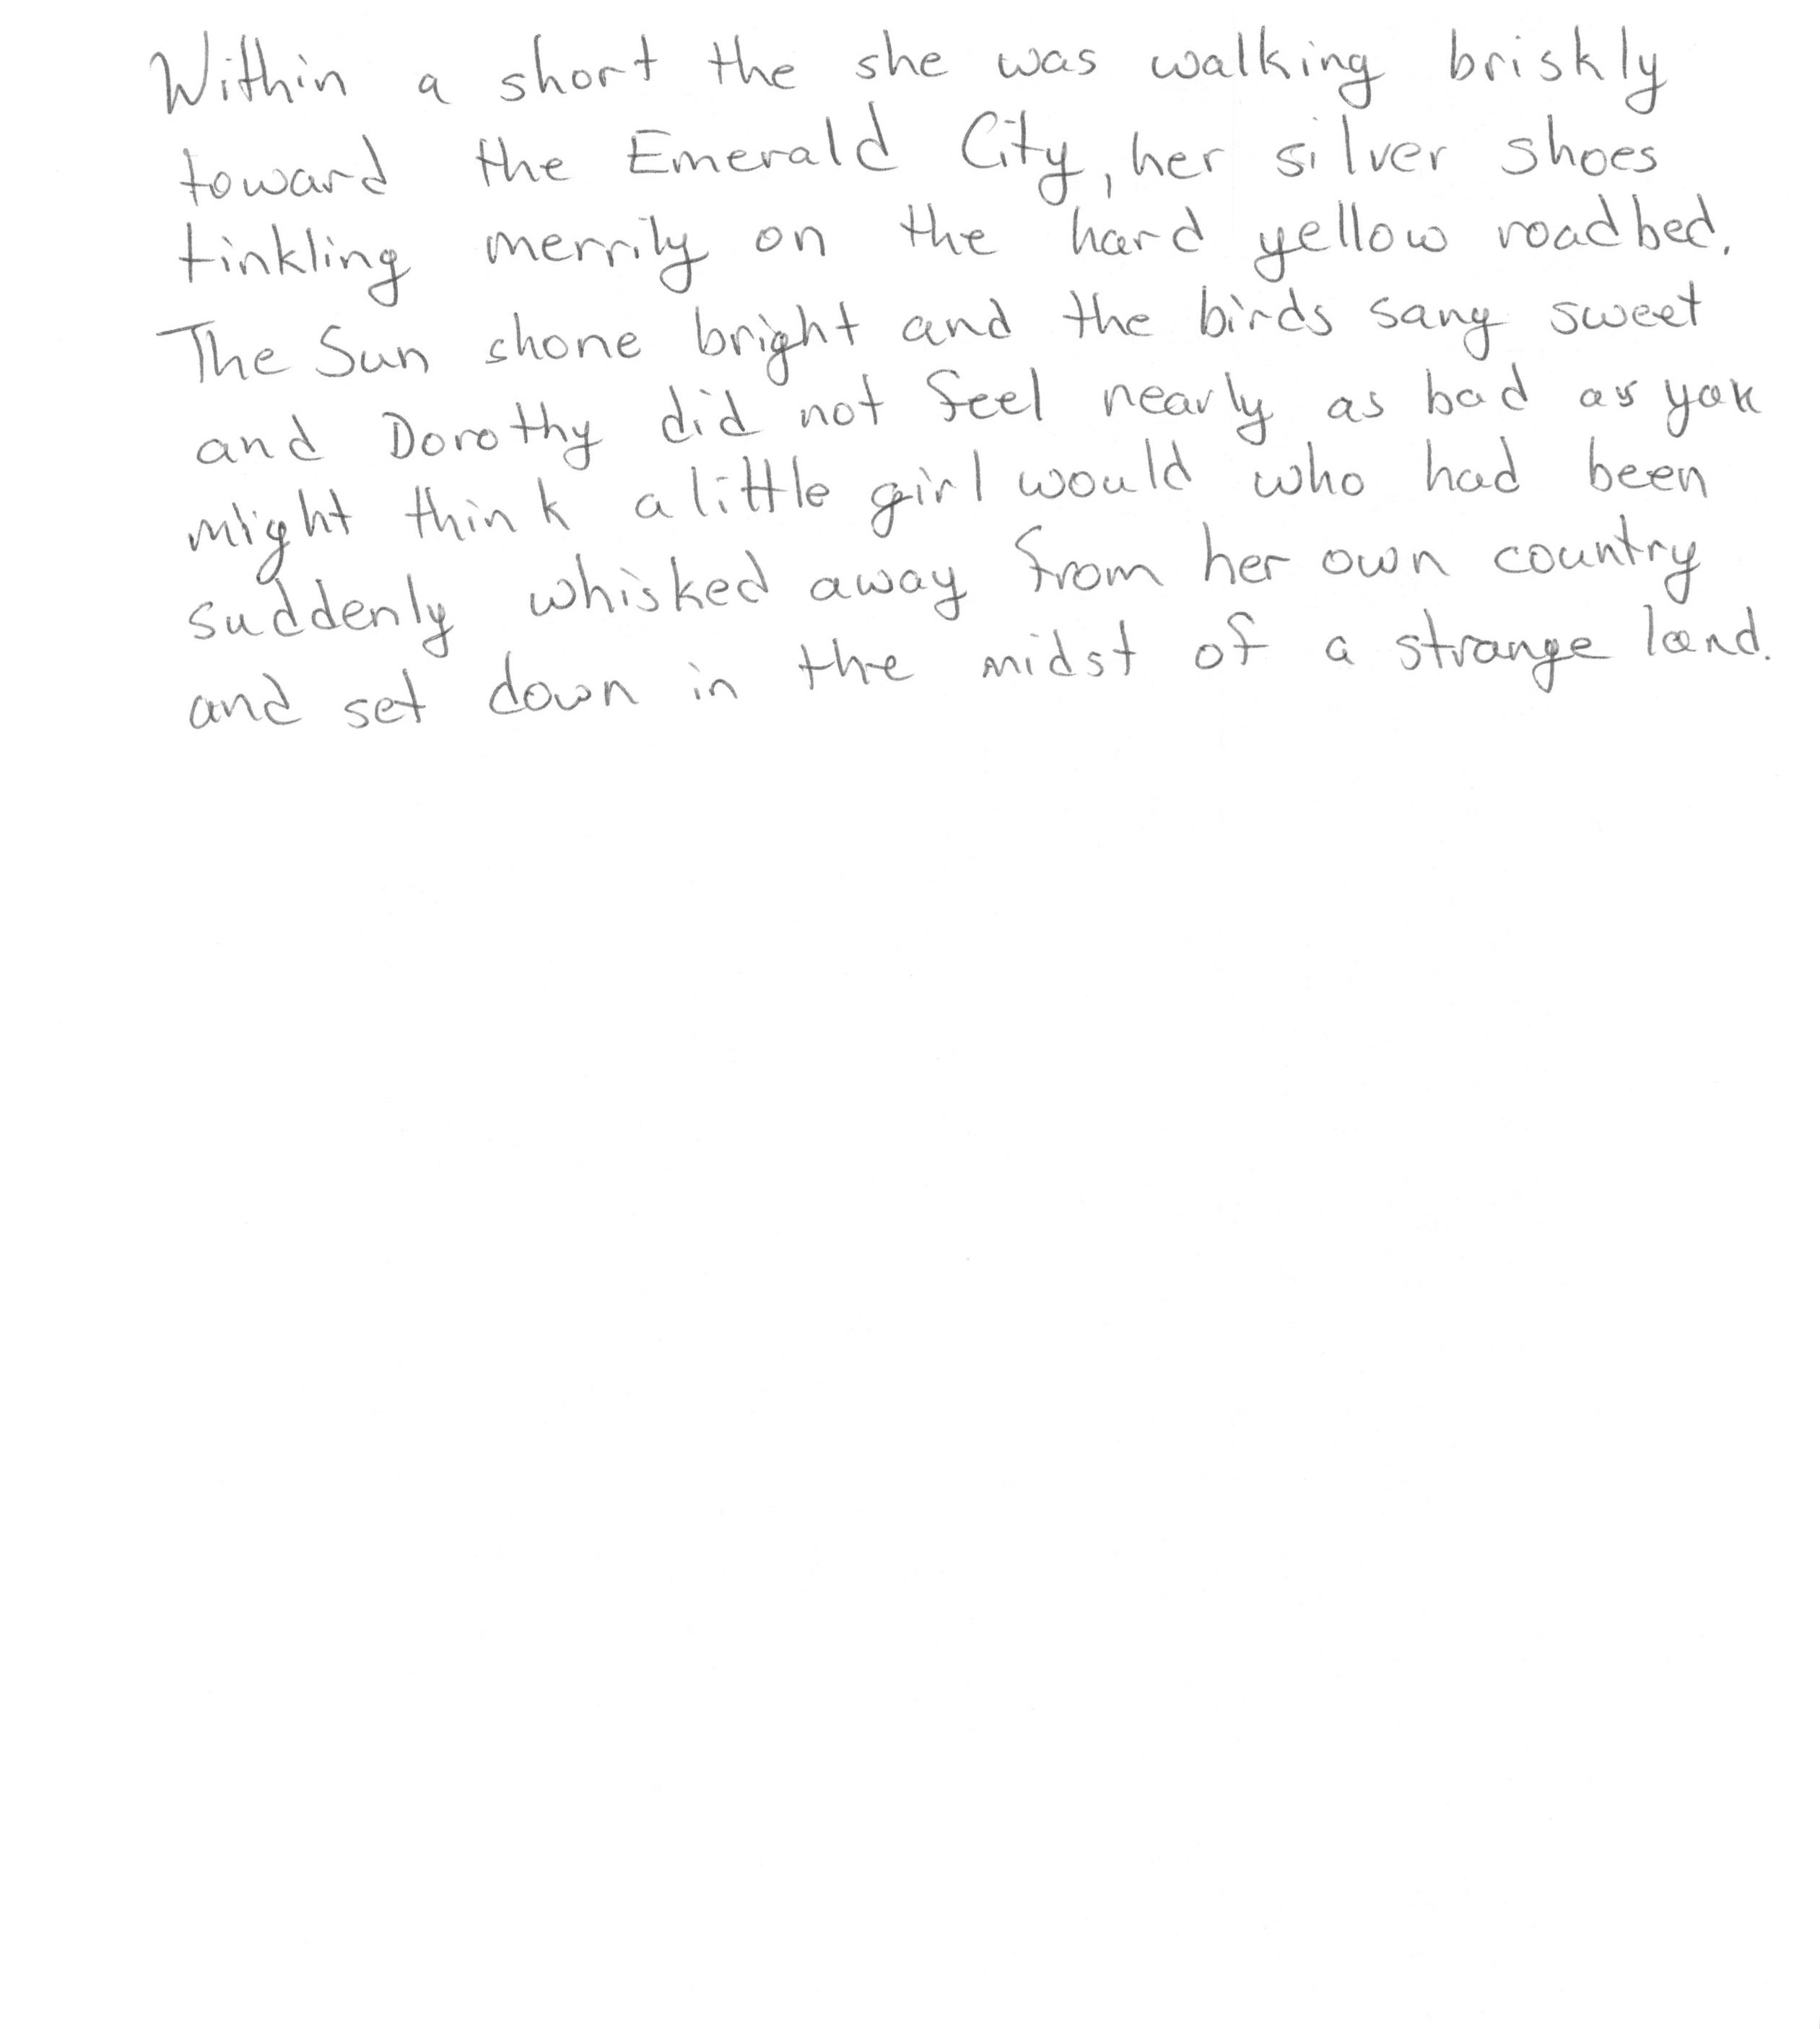 Within a short the she was walking briskly
toward the Emerald City, her silver shoes
tinkling merrily on the hard yellow roadbed.
The Sun shone bright and the birds sang sweet
and Dorothy did not feel nearly as bad as you
might think a little girl would who had been
suddenly whisked away from her own country
and set down in the midst of a strange land.